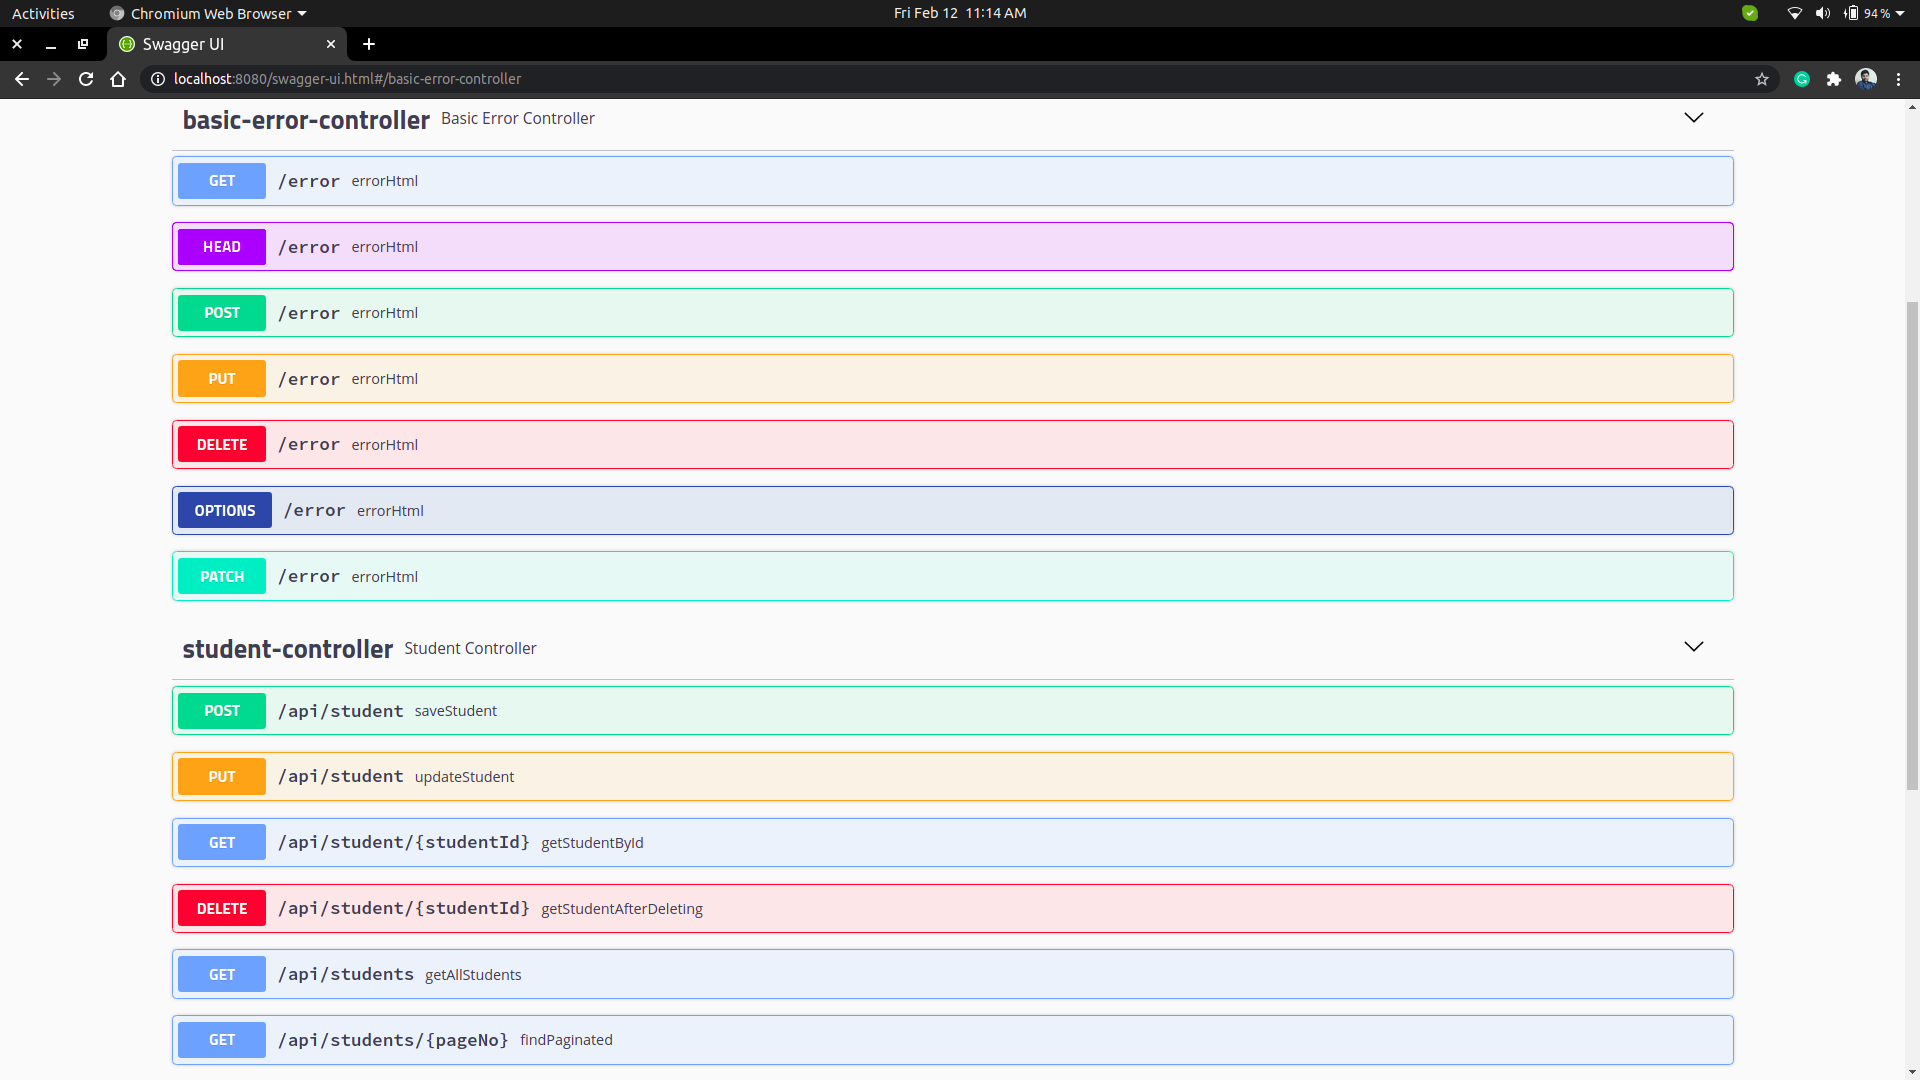 Activities Chromium Web Browser Fri Feb 12 11:14 AM 94 %
Swagger UI
localhost:8080/swagger-ui.html#/basic-error-controller
basic-error-controller Basic Error Controller
GET /error errorHtml
HEAD /error errorHtml
POST /error errorHtml
PUT /error errorHtml
DELETE /error errorHtml
OPTIONS /error errorHtml
PATCH /error errorHtml
student-controller Student Controller
POST /api/student saveStudent
PUT /api/student updateStudent
GET /api/student/{studentId} getStudentById
DELETE /api/student/{studentId} getStudentAfterDeleting
GET /api/students getAllStudents
GET /api/students/{pageNo} findPaginated